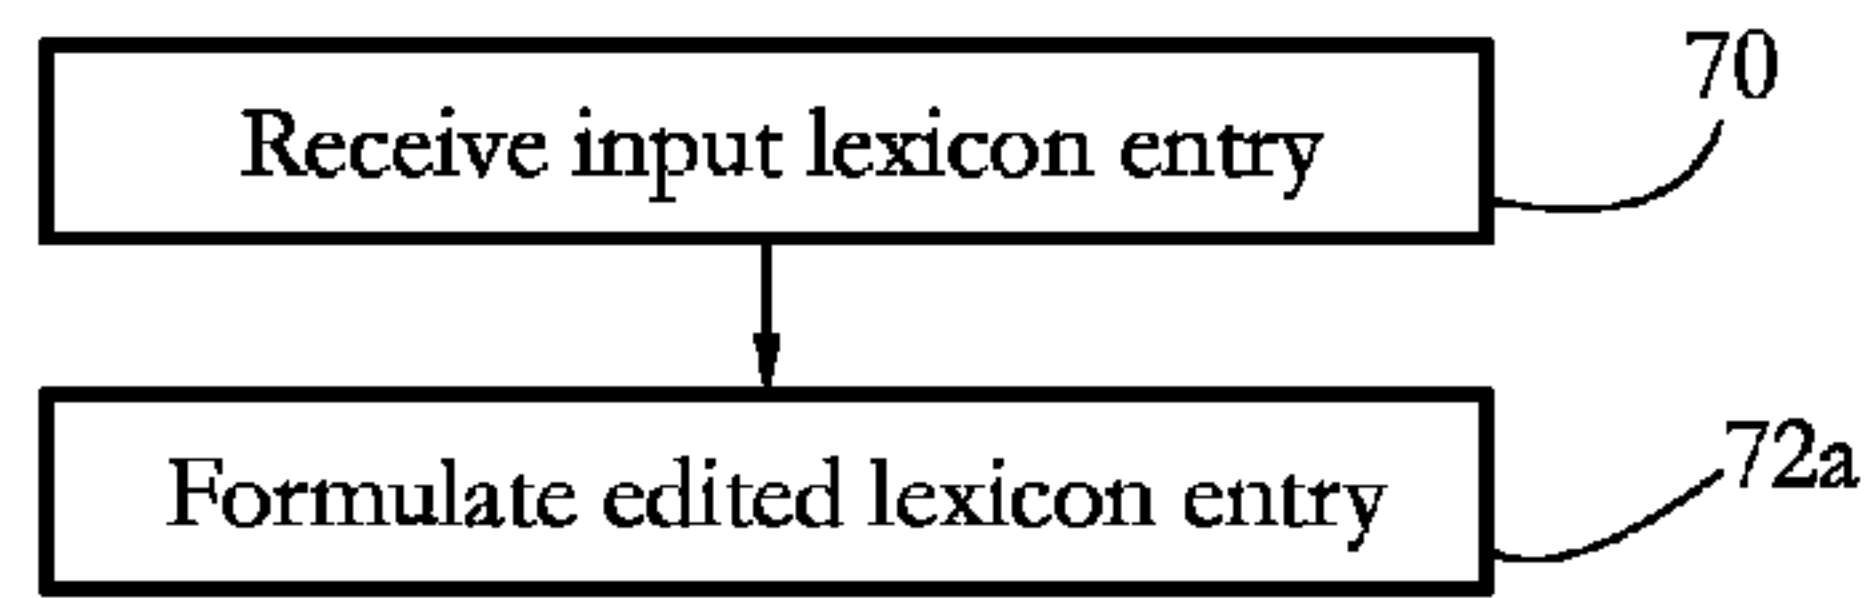 Receive input lexicon entry
70
Formulate edited lexicon entry
72a